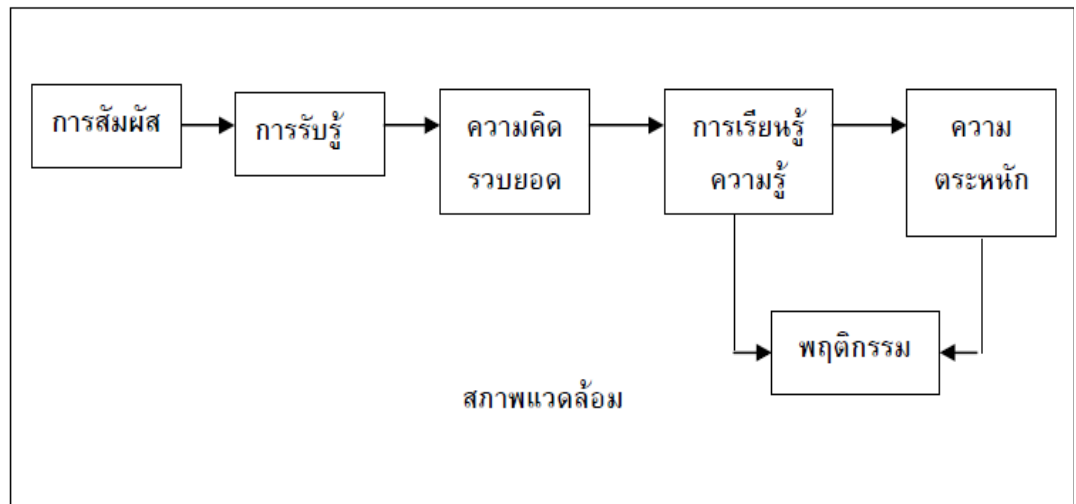 การสัมผัส
การรับรู้
ความคิด
รวบยอด
การเรียนรู้
ความรู้
ความ
ตระหนัก
พฤติกรรม
สภาพแวดล้อม